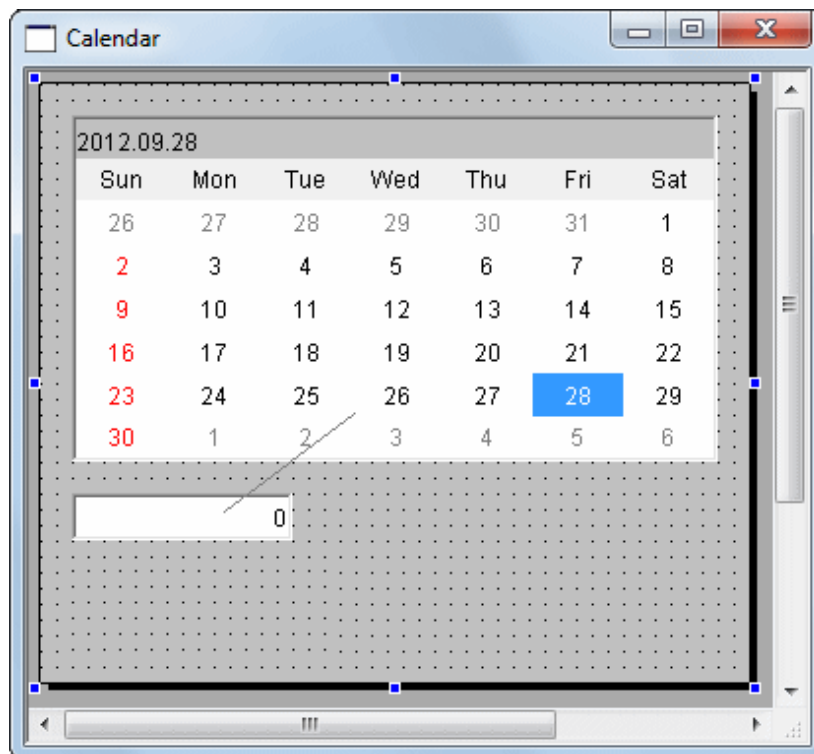 Calendar
2012.09.28
Sun Mon Tue Wed Thu Fri Sat
26 27 28 29 30 31 1
2 3 4 5 6 7 8
9 10 11 12 13 14 15
16 17 18 19 20 21 22
23 24 25 26 27 28 29
30 1 2 3 4 5 6
0